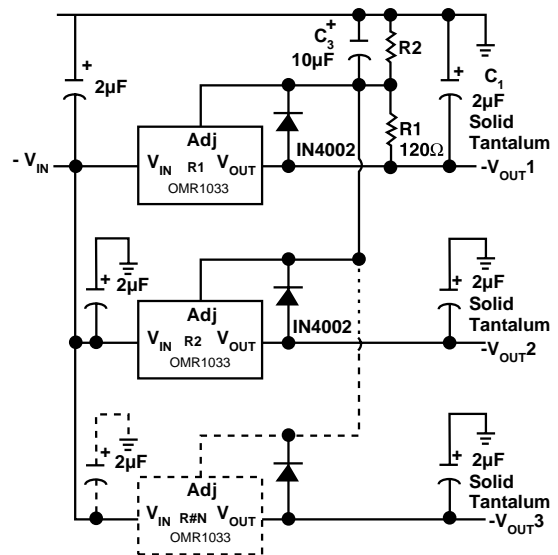 +
C3
10µF
+
R2
+
2µF
+
C1
2µF
Solid
Tantalum
Adj
R1
120Ω
IN4002
- VIN
VIN R1 VOUT
OMR1033
-VOUT1
+
2µF
Adj
IN4002
+
2µF
Solid
Tantalum
VIN R2 VOUT
OMR1033
-VOUT2
+
2µF
Adj
+
2µF
Solid
Tantalum
VIN R#N VOUT
OMR1033
-VOUT3